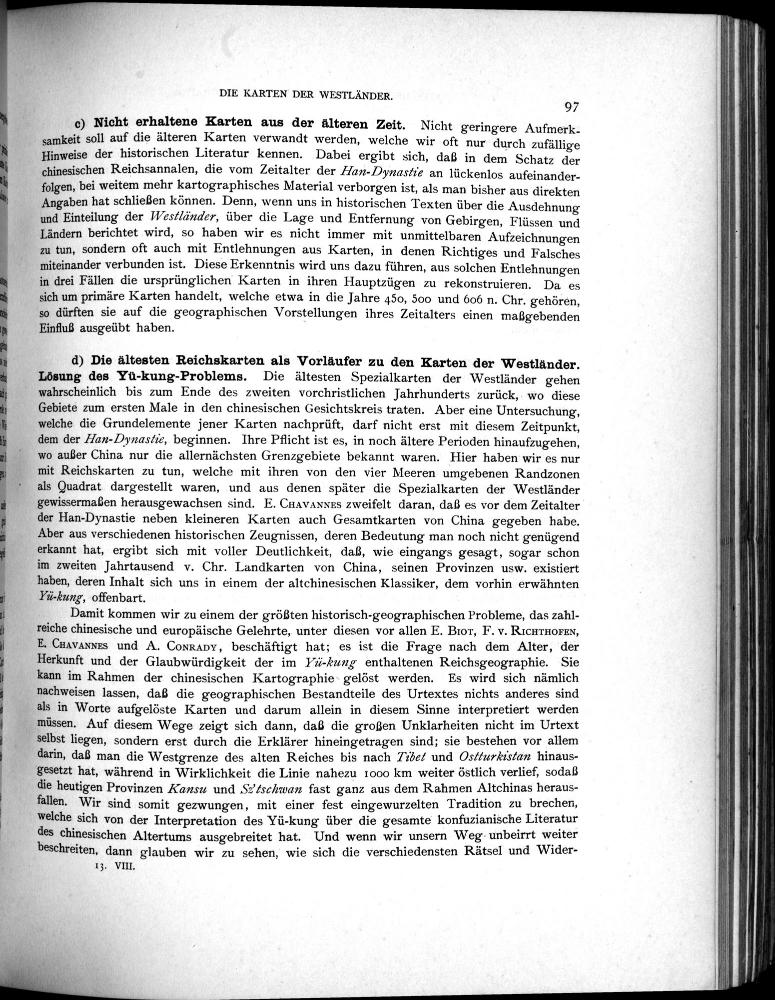 DIE KARTEN DER WESTLÄNDER.
97
c) Nicht erhaltene Karten aus der älteren Zeit. Nicht geringere Aufmerk-
samkeit soll auf die älteren Karten verwandt werden, welche wir oft nur durch zufällige
Hinweise der historischen Literatur kennen. Dabei ergibt sich, daß in dem Schatz der
chinesischen Reichsannalen, die vom Zeitalter der Han-Dynastie an lückenlos aufeinander-
folgen, bei weitem mehr kartographisches Material verborgen ist, als man bisher aus direkten
Angaben hat schließen können. Denn, wenn uns in historischen Texten über die Ausdehnung
und Einteilung der Westländer, über die Lage und Entfernung von Gebirgen, Flüssen und
Ländern berichtet wird, so haben wir es nicht immer mit unmittelbaren Aufzeichnungen
zu tun, sondern oft auch mit Entlehnungen aus Karten, in denen Richtiges und Falsches
miteinander verbunden ist. Diese Erkenntnis wird uns dazu führen, aus solchen Entlehnungen
in drei Fällen die ursprünglichen Karten in ihren Hauptzügen zu rekonstruieren. Da es
sich um primäre Karten handelt, welche etwa in die Jahre 450, 500 und 606 n. Chr. gehören,
so dürften sie auf die geographischen Vorstellungen ihres Zeitalters einen maßgebenden
Einfluß ausgeübt haben.
d) Die ältesten Reichskarten als Vorläufer zu den Karten der Westländer.
Lösung des Yü-kung-Problems. Die ältesten Spezialkarten der Westländer gehen
wahrscheinlich bis zum Ende des zweiten vorchristlichen Jahrhunderts zurück, wo diese
Gebiete zum ersten Male in den chinesischen Gesichtskreis traten. Aber eine Untersuchung,
welche die Grundelemente jener Karten nachprüft, darf nicht erst mit diesem Zeitpunkt,
dem der Han-Dynastie, beginnen. Ihre Pflicht ist es, in noch ältere Perioden hinaufzugehen,
wo außer China nur die allernächsten Grenzgebiete bekannt waren. Hier haben wir es nur
mit Reichskarten zu tun, welche mit ihren von den vier Meeren umgebenen Randzonen
als Quadrat dargestellt waren, und aus denen später die Spezialkarten der Westländer
gewissermaßen herausgewachsen sind. E. CHAVANNES zweifelt daran, daß es vor dem Zeitalter
der Han-Dynastie neben kleineren Karten auch Gesamtkarten von China gegeben habe.
Aber aus verschiedenen historischen Zeugnissen, deren Bedeutung man noch nicht genügend
erkannt hat, ergibt sich mit voller Deutlichkeit, daß, wie eingangs gesagt, sogar schon
im zweiten Jahrtausend v. Chr. Landkarten von China, seinen Provinzen usw. existiert
haben, deren Inhalt sich uns in einem der altchinesischen Klassiker, dem vorhin erwähnten
Yü-kung, offenbart.
Damit kommen wir zu einem der größten historisch-geographischen Probleme, das zahl-
reiche chinesische und europäische Gelehrte, unter diesen vor allen E. BIOT, F. v. RICHTHOFEN,
E. CHAVANNES und A. CONRADY, beschäftigt hat; es ist die Frage nach dem Alter, der
Herkunft und der Glaubwürdigkeit der im Yü-kung enthaltenen Reichsgeographie. Sie
kann im Rahmen der chinesischen Kartographie gelöst werden. Es wird sich nämlich
nachweisen lassen, daß die geographischen Bestandteile des Urtextes nichts anderes sind
als in Worte aufgelöste Karten und darum allein in diesem Sinne interpretiert werden
müssen. Auf diesem Wege zeigt sich dann, daß die großen Unklarheiten nicht im Urtext
selbst liegen, sondern erst durch die Erklärer hineingetragen sind; sie bestehen vor allem
darin, daß man die Westgrenze des alten Reiches bis nach Tibet und Ostturkistan hinaus-
gesetzt hat, während in Wirklichkeit die Linie nahezu 1000 km weiter östlich verlief, sodaß
die heutigen Provinzen Kansu und Sz'tschwan fast ganz aus dem Rahmen Altchinas heraus-
fallen. Wir sind somit gezwungen, mit einer fest eingewurzelten Tradition zu brechen,
welche sich von der Interpretation des Yü-kung über die gesamte konfuzianische Literatur
des chinesischen Altertums ausgebreitet hat. Und wenn wir unsern Weg unbeirrt weiter
beschreiten, dann glauben wir zu sehen, wie sich die verschiedensten Rätsel und Wider-
13. VIII.